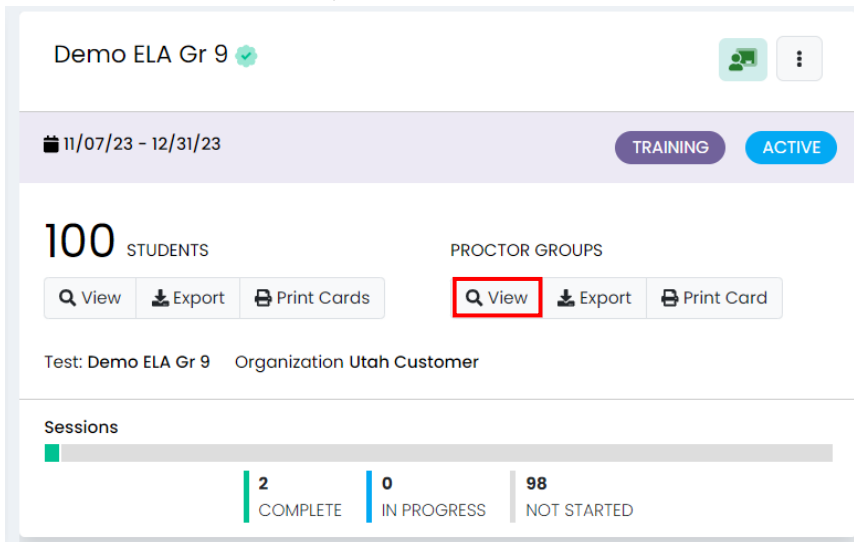 Demo ELA Gr 9
11/07/23 - 12/31/23
TRAINING
ACTIVE
100 STUDENTS
PROCTOR GROUPS
View
Export
Print Cards
View
Export
Print Card
Test: Demo ELA Gr 9 Organization Utah Customer
Sessions
2
COMPLETE
0
IN PROGRESS
98
NOT STARTED